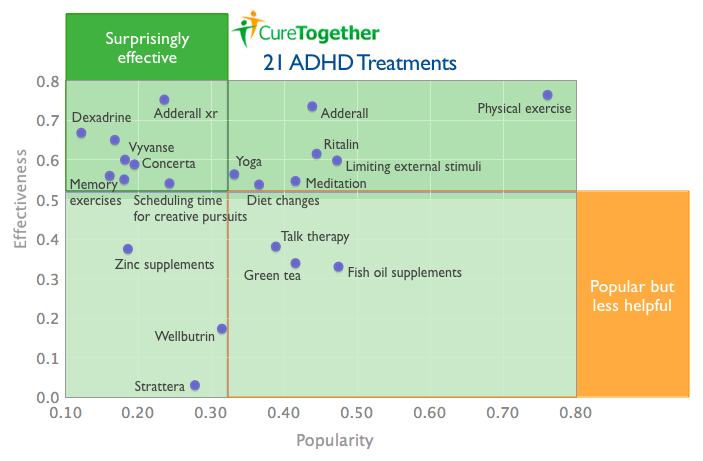 Surprisingly
effective
CureTogether
21 ADHD Treatments
0.8
0.7
0.6
0.5
0.4
0.3
0.2
0.1
0.0
Effectiveness
Dexadrine
Adderall xr
Adderall
Physical exercise
Vyvanse
Concerta
Ritalin
Yoga
Limiting external stimuli
Memory
exercises
Scheduling time
for creative pursuits
Diet changes
Meditation
Zinc supplements
Talk therapy
Green tea
Fish oil supplements
Wellbutrin
Strattera
Popular but
less helpful
0.10
0.20
0.30
0.40
0.50
0.60
0.70
0.80
Popularity